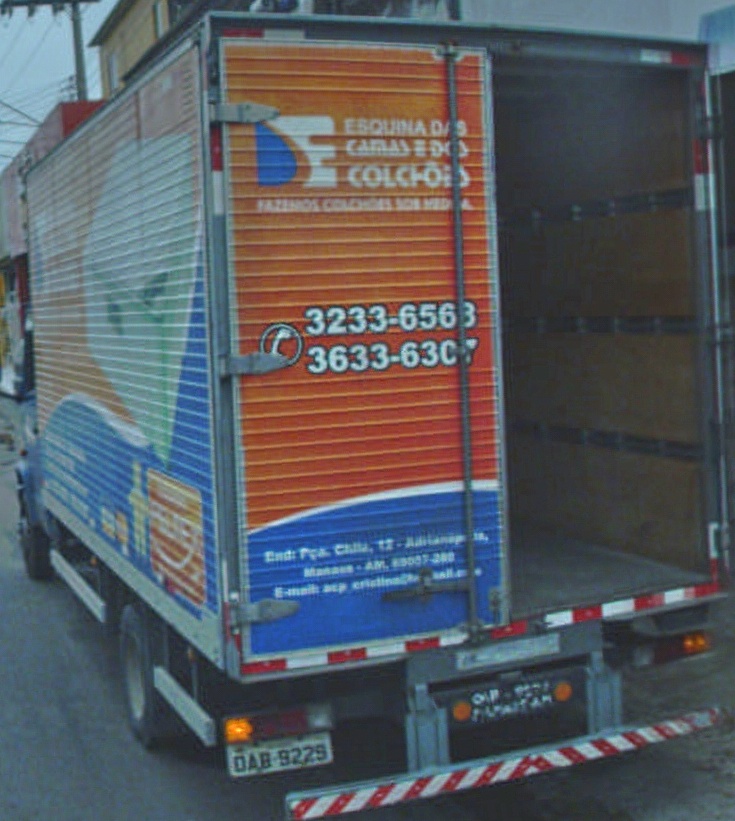 ESQUINA DAS
CAMAS E DOS
COLCHÕES
FAZEMOS COLCHÕES SOB MEDIDA.
3233-6568
3633-6307
End: Pça. Chile, 12 - Adrianópolis,
Manaus - AM, 69057-
E-mail:
OAB-9229